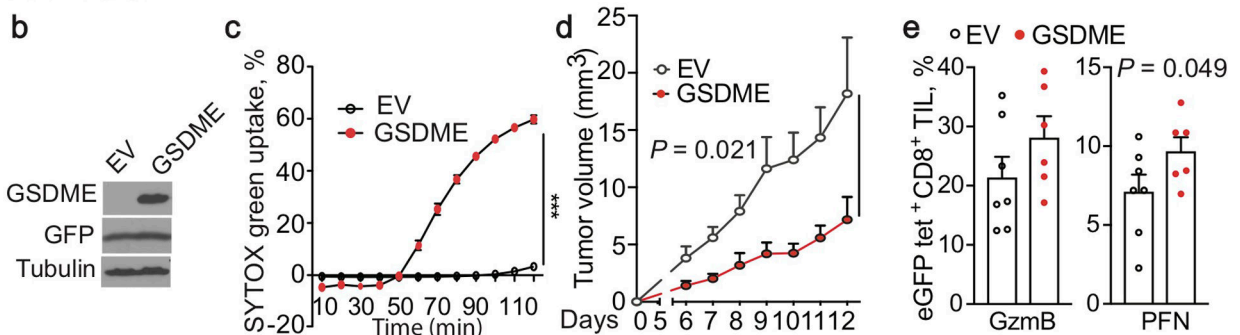 b
EV
GSDME
GSDME
GFP
Tubulin
c
SYTOX green uptake, %
80
60
40
20
0
-20
EV
GSDME
***
10 30 50 70 90 110
Time (min)
d
Tumor volume (mm3)
25
20
15
10
5
0
EV
GSDME
P = 0.021
Days 0 5 6 7 8 9 10 11 12
e
EV GSDME
eGFP tet + CD8+ TIL, %
40
30
20
10
0
GzmB
15
10
5
0
P = 0.049
PFN